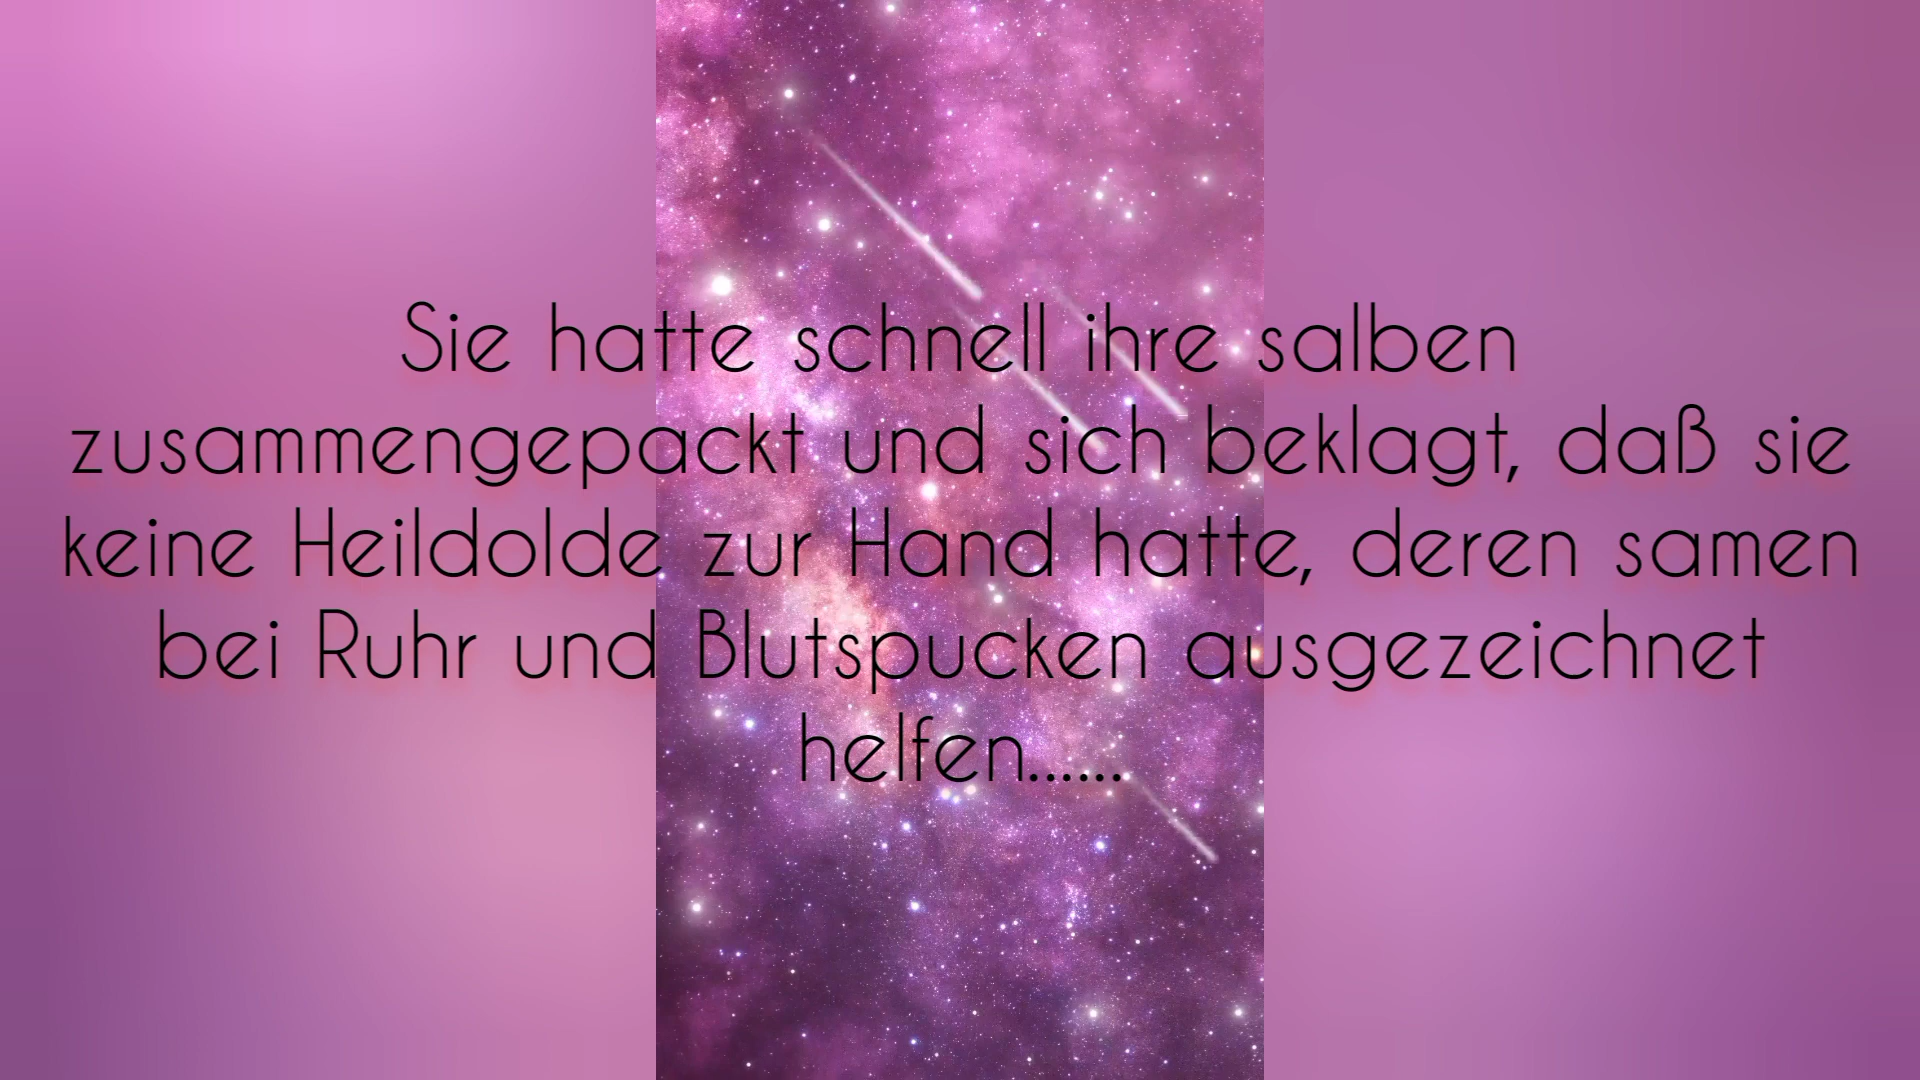 Sie hatte schnell ihre salben
zusammengepackt und sich beklagt, daß sie
keine Heildolde zur Hand hatte, deren samen
bei Ruhr und Blutspucken ausgezeichnet
helfen......